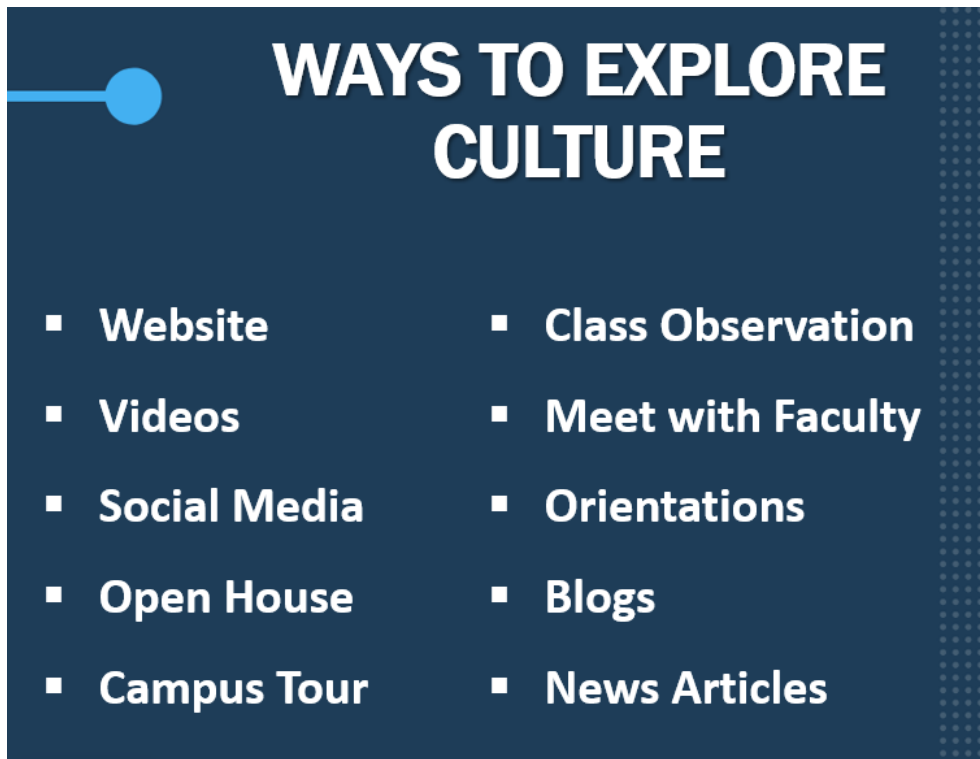 WAYS TO EXPLORE
CULTURE
▪ Website
▪ Videos
▪ Social Media
▪ Open House
▪ Campus Tour
▪ Class Observation
▪ Meet with Faculty
▪ Orientations
▪ Blogs
▪ News Articles